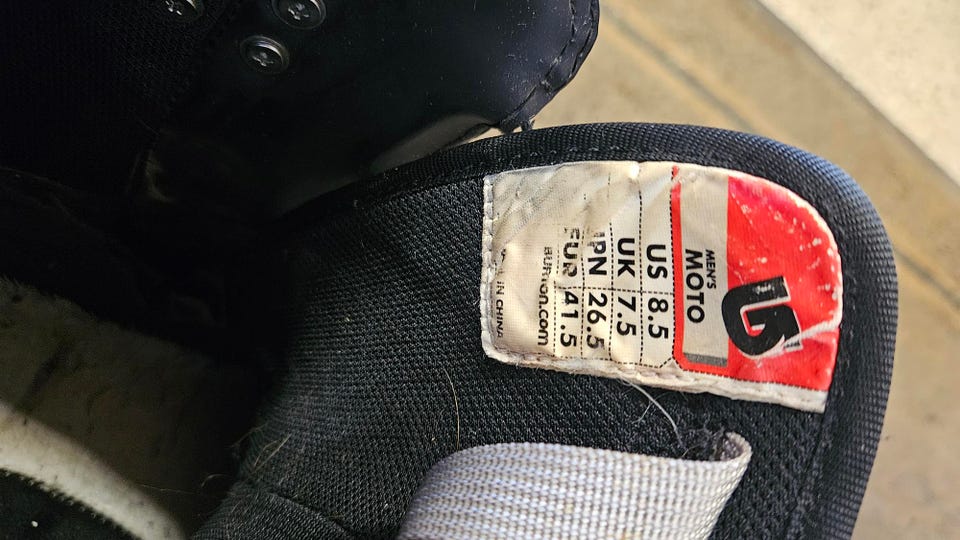 MEN'S
MOTO
US 8.5
UK 7.5
JPN 26.5
EUR 41.5
BURTON.com
IN CHINA